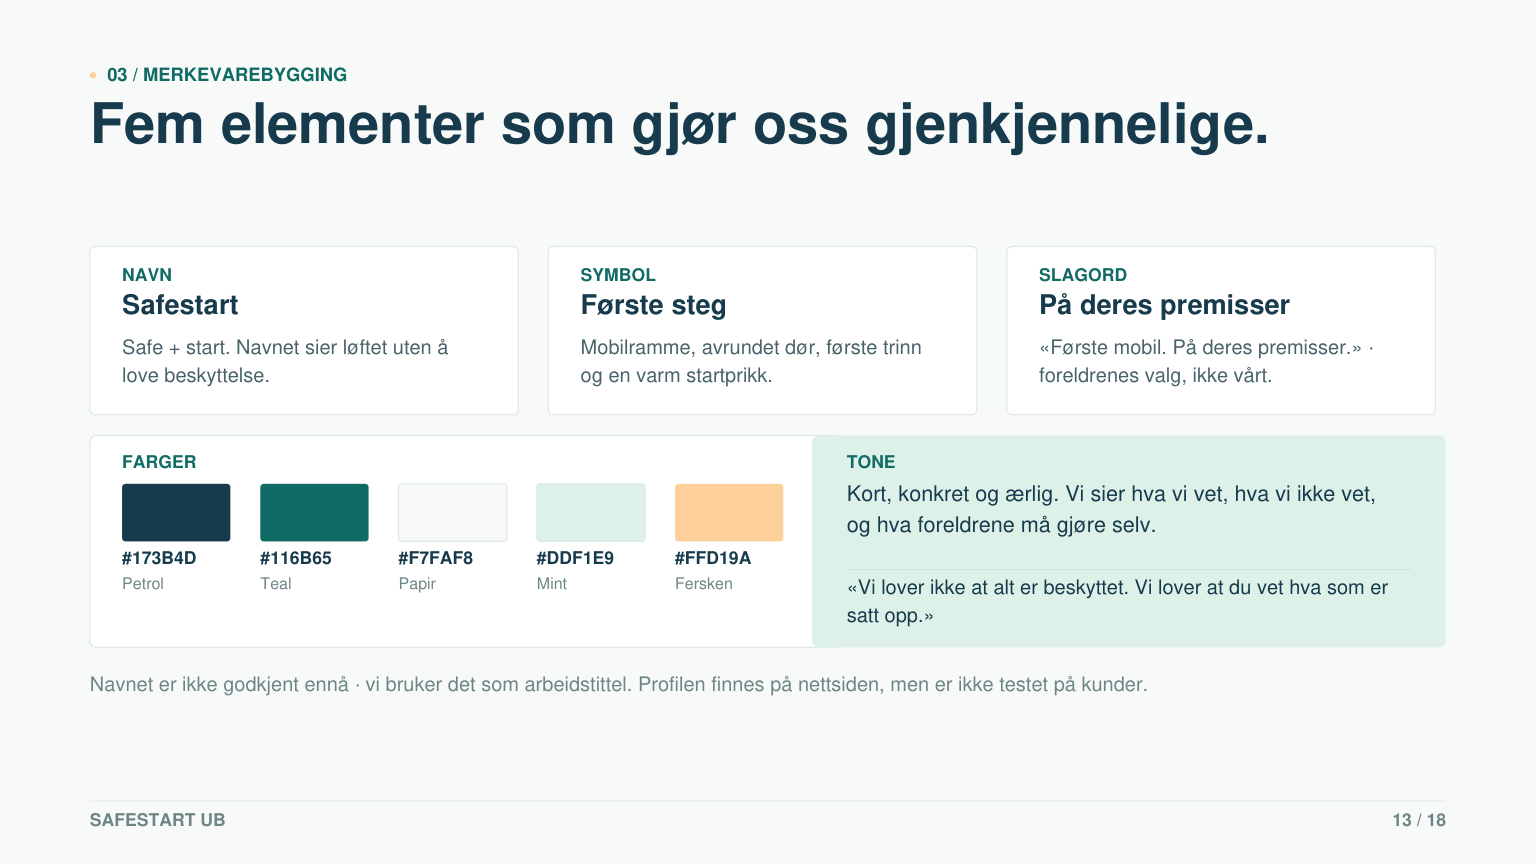 03 / MERKEVAREBYGGING
Fem elementer som gjør oss gjenkjennelige.
NAVN
Safestart
Safe + start. Navnet sier løftet uten å
love beskyttelse.
SYMBOL
Første steg
Mobilramme, avrundet dør, første trinn
og en varm startprikk.
SLAGORD
På deres premisser
«Første mobil. På deres premisser.» ·
foreldrenes valg, ikke vårt.
FARGER
#173B4D
Petrol
#116B65
Teal
#F7FAF8
Papir
#DDF1E9
Mint
#FFD19A
Fersken
TONE
Kort, konkret og ærlig. Vi sier hva vi vet, hva vi ikke vet,
og hva foreldrene må gjøre selv.
«Vi lover ikke at alt er beskyttet. Vi lover at du vet hva som er
satt opp.»
Navnet er ikke godkjent ennå · vi bruker det som arbeidstittel. Profilen finnes på nettsiden, men er ikke testet på kunder.
SAFESTART UB
13 / 18